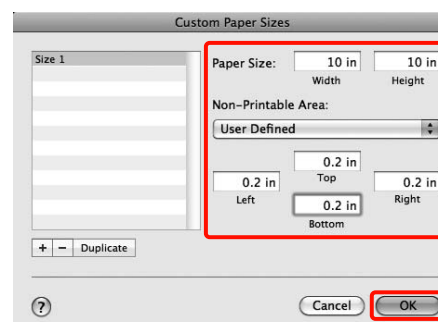 Custom Paper Sizes
Size 1
Paper Size: 10 in 10 in
Width Height
Non-Printable Area:
User Defined
0.2 in
Top
0.2 in 0.2 in
Left Right
0.2 in
Bottom
+ − Duplicate
? Cancel OK